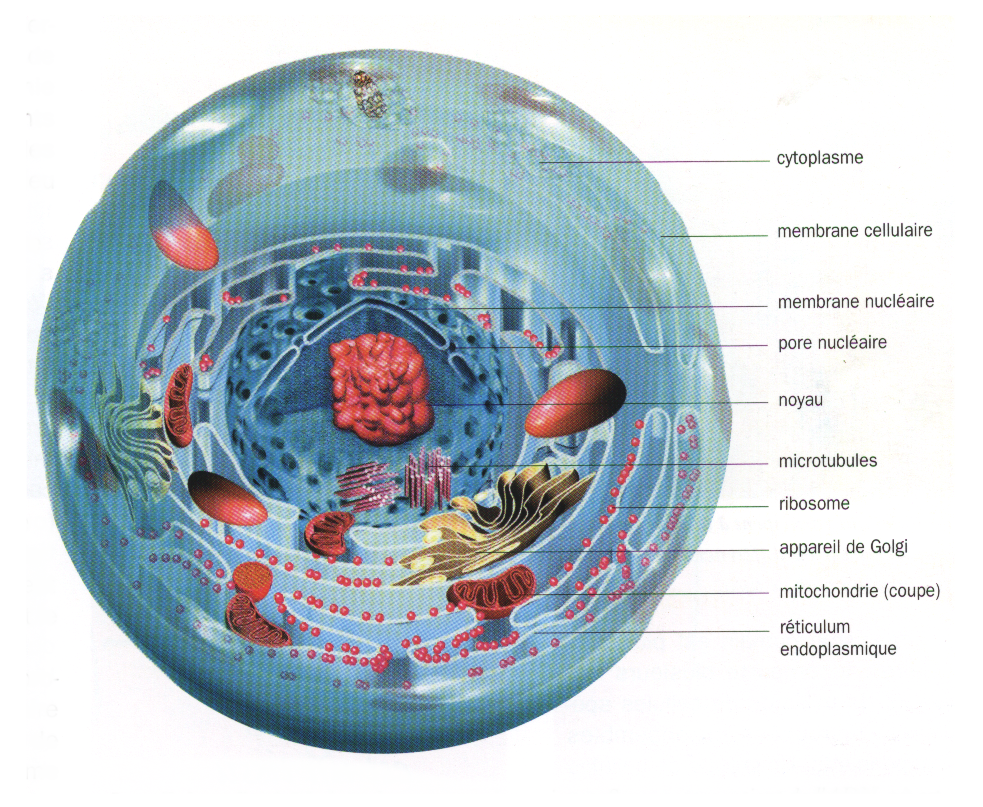 cytoplasme
membrane cellulaire
membrane nucléaire
pore nucléaire
noyau
microtubules
ribosome
appareil de Golgi
mitochondrie (coupe)
réticulum
endoplasmique